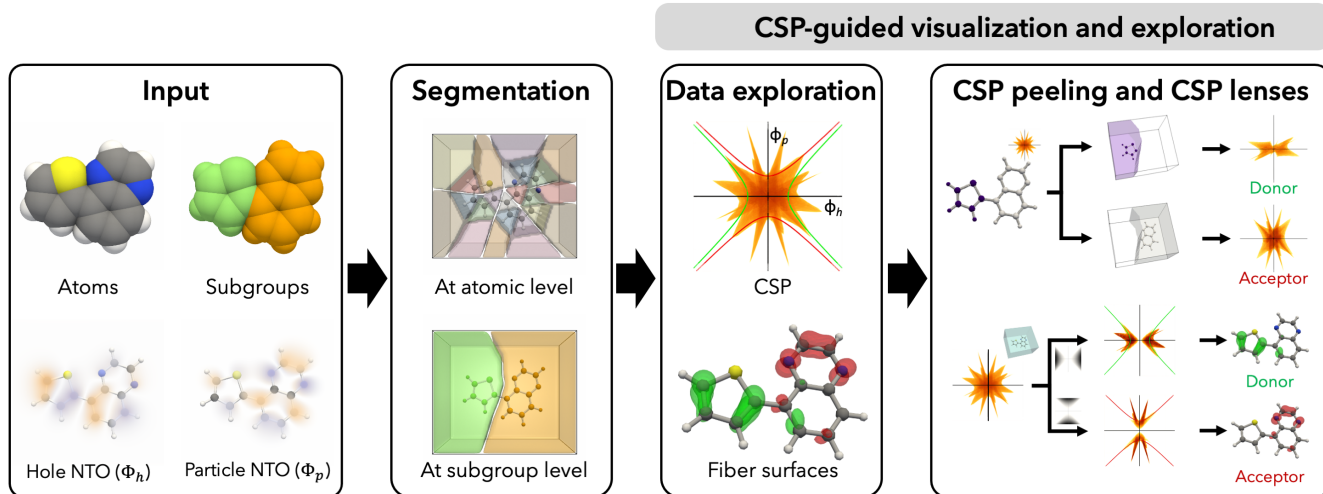 CSP-guided visualization and exploration
Input
Atoms
Subgroups
Hole NTO (Φh)
Particle NTO (Φp)
Segmentation
At atomic level
At subgroup level
Data exploration
Φp
Φh
CSP
Fiber surfaces
CSP peeling and CSP lenses
Donor
Acceptor
Donor
Acceptor